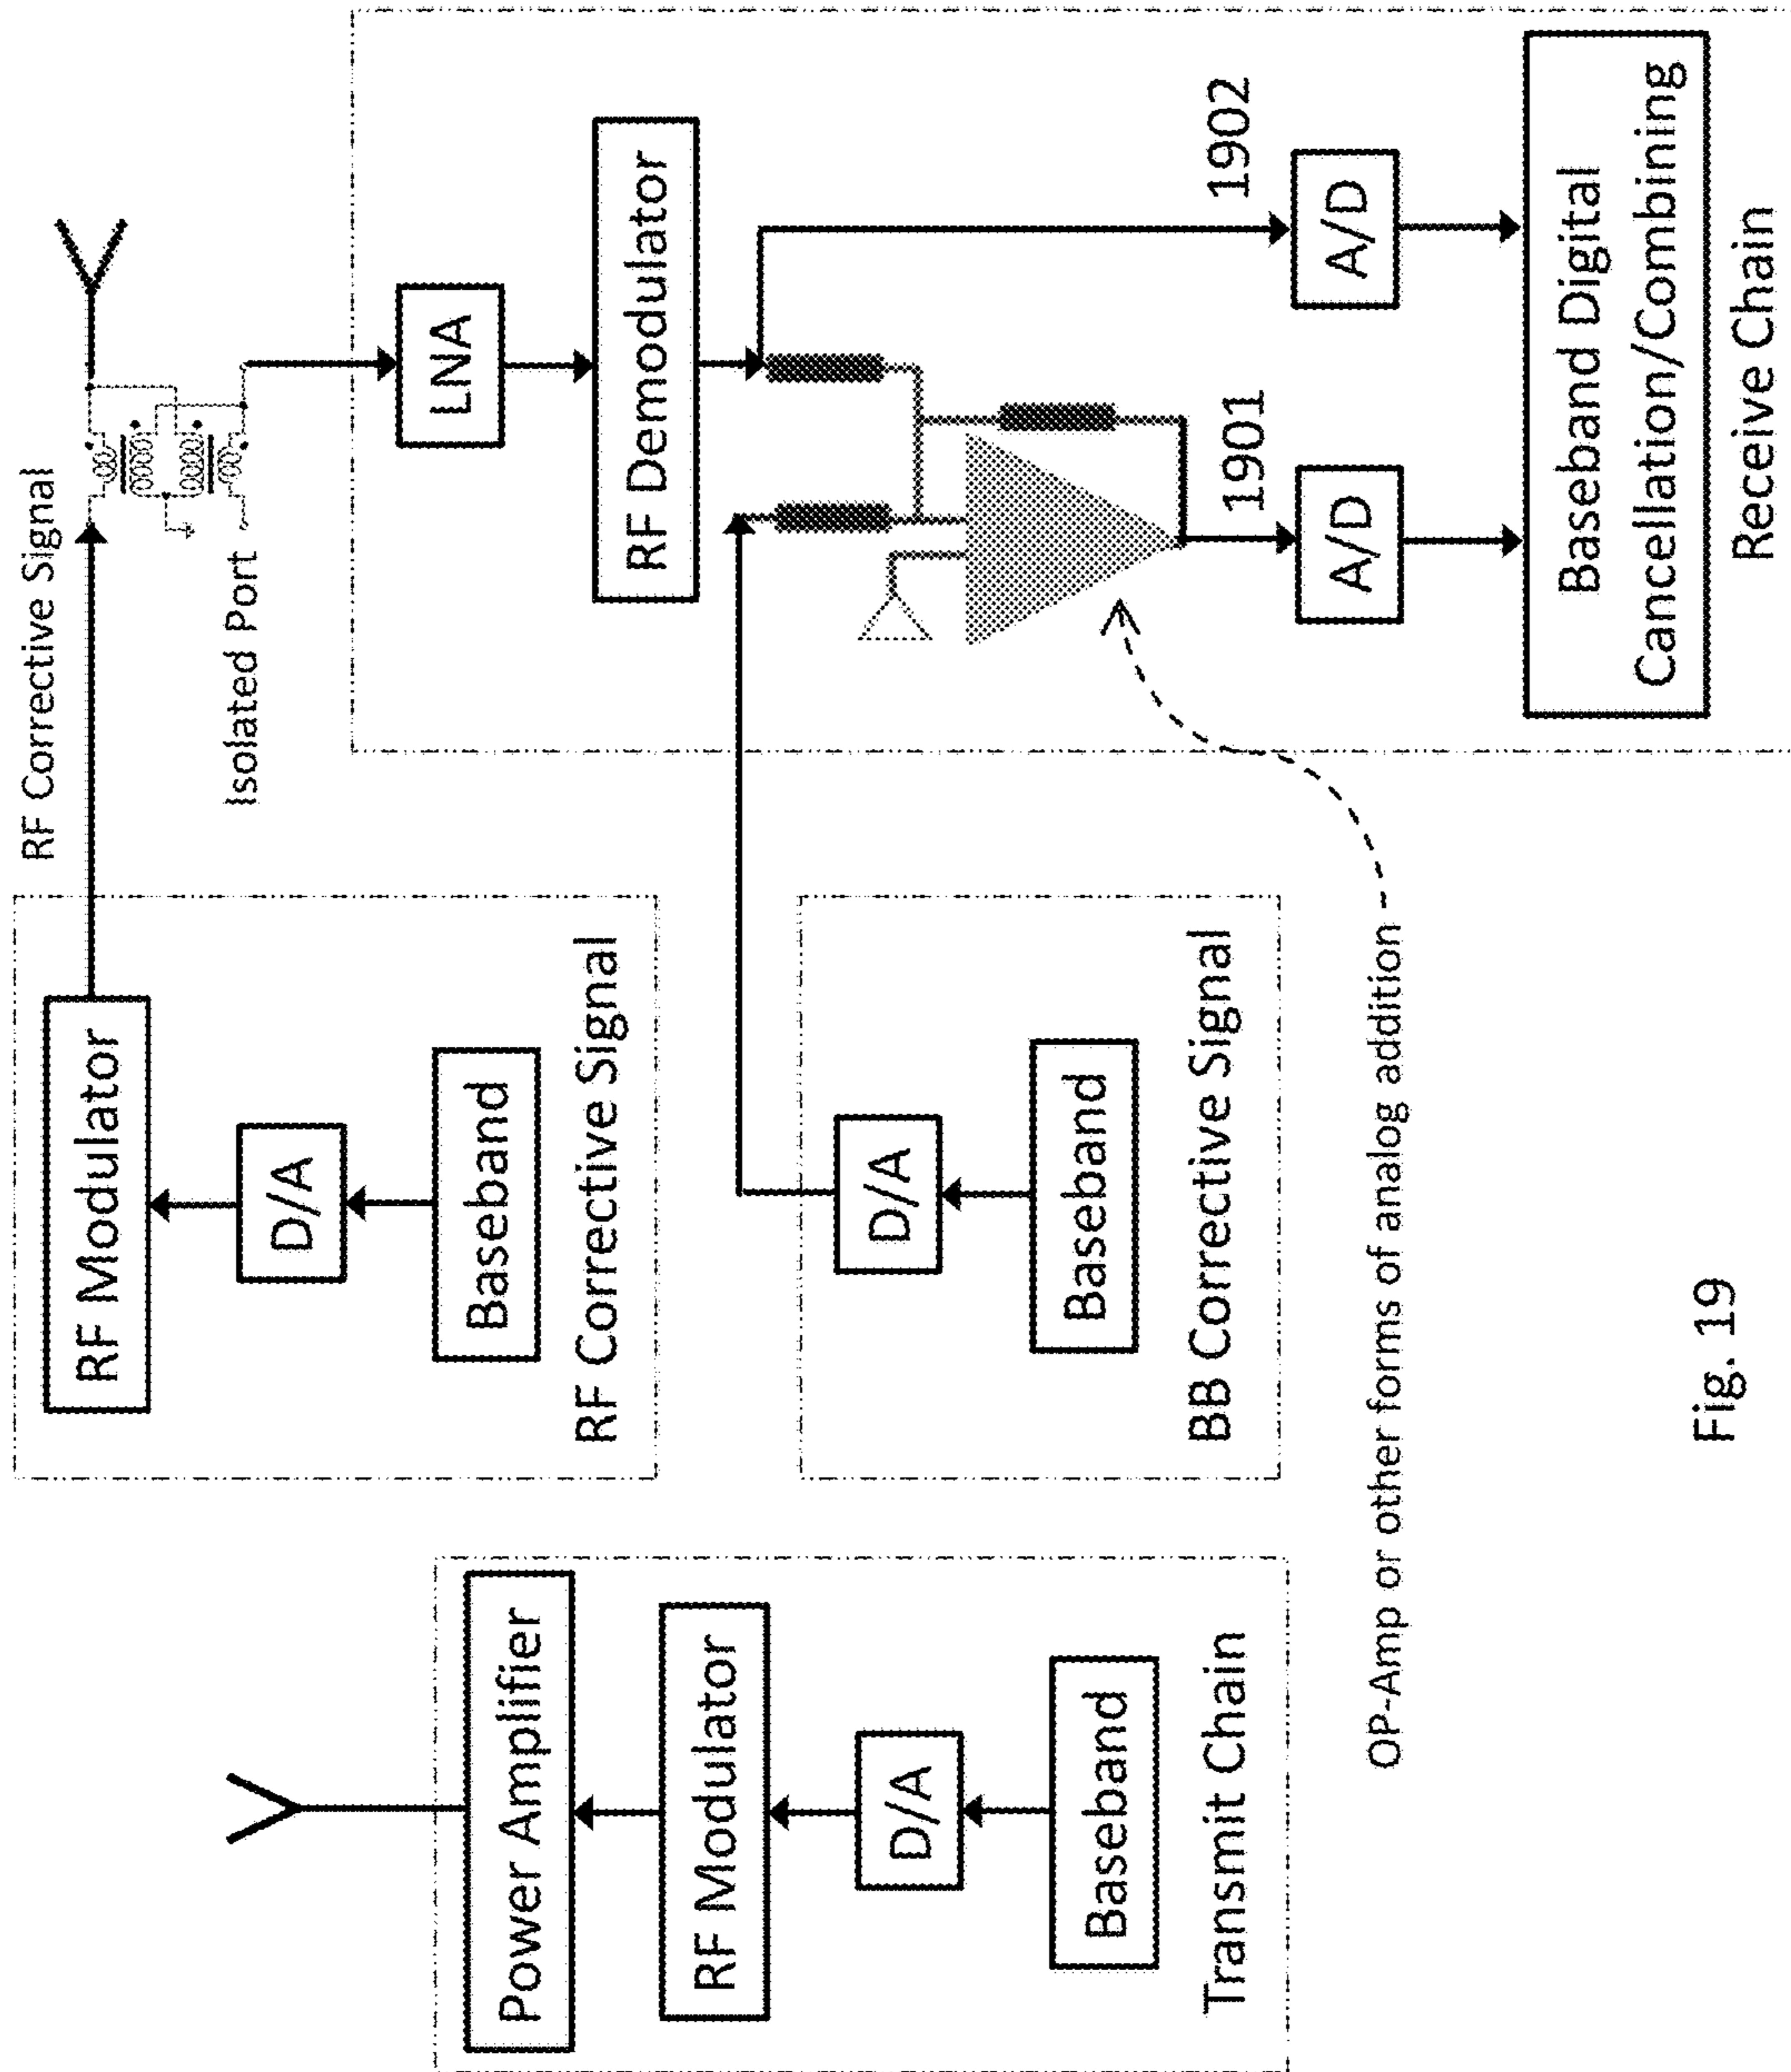 Power Amplifier
RF Modulator
D/A
Baseband
Transmit Chain
RF Modulator
D/A
Baseband
RF Corrective Signal
D/A
Baseband
BB Corrective Signal
RF Corrective Signal
Isolated Port
LNA
RF Demodulator
1901
1902
A/D
A/D
Baseband Digital
Cancellation/Combining
Receive Chain
OP-Amp or other forms of analog addition
Fig. 19